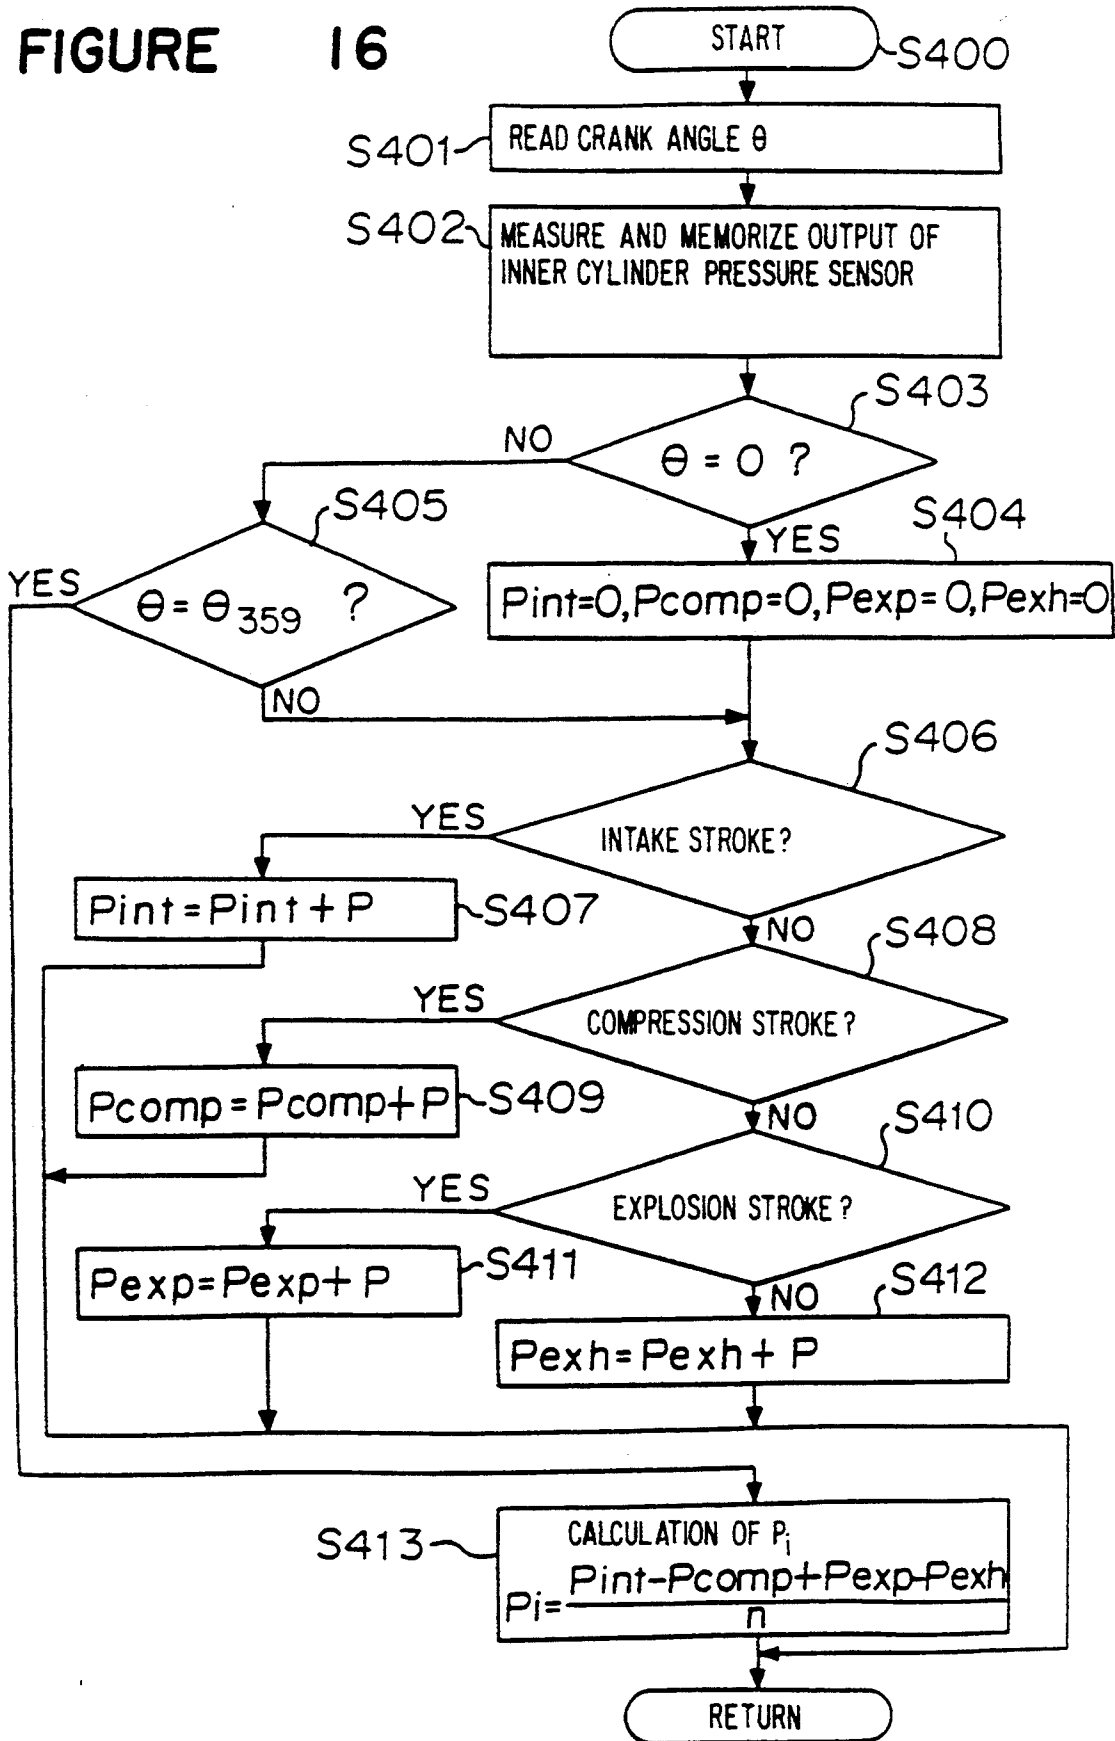 FIGURE 16
START
S400
S401
READ CRANK ANGLE θ
S402
MEASURE AND MEMORIZE OUTPUT OF
INNER CYLINDER PRESSURE SENSOR
S403
NO
θ = 0 ?
S405
S404
YES
YES
θ = θ359 ?
Pint=0,Pcomp=0,Pexp=0,Pexh=0
NO
S406
YES
INTAKE STROKE?
Pint=Pint+P
S407
NO
S408
YES
COMPRESSION STROKE?
Pcomp=Pcomp+P
S409
NO
S410
YES
EXPLOSION STROKE?
Pexp=Pexp+P
S411
NO
S412
Pexh=Pexh+P
S413
CALCULATION OF Pi
Pint-Pcomp+Pexp-Pexh
Pi=
n
RETURN